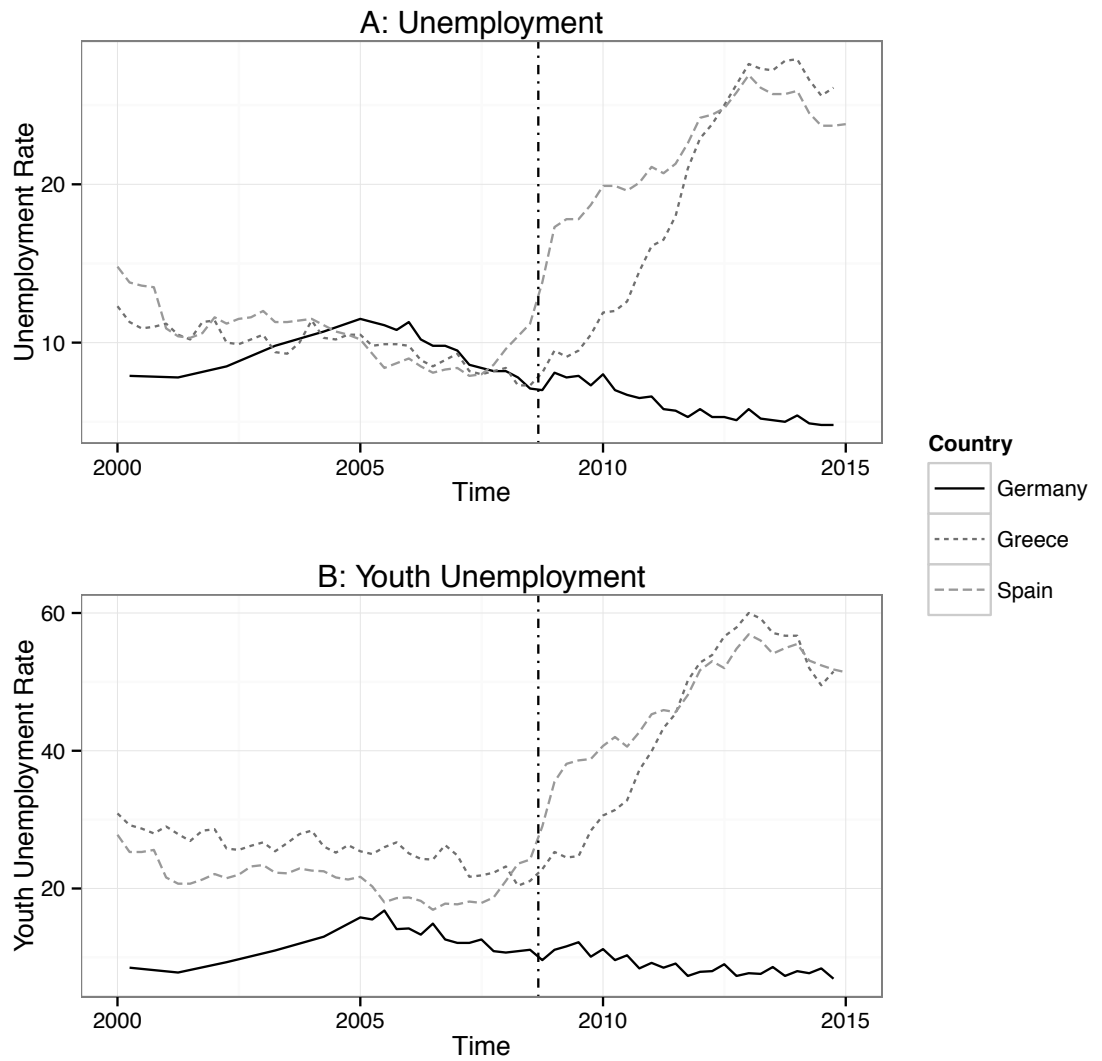 A: Unemployment
Unemployment Rate
20
10
2000 2005 2010 2015
Time
Country
Germany
Greece
Spain
B: Youth Unemployment
Youth Unemployment Rate
60
40
20
2000 2005 2010 2015
Time